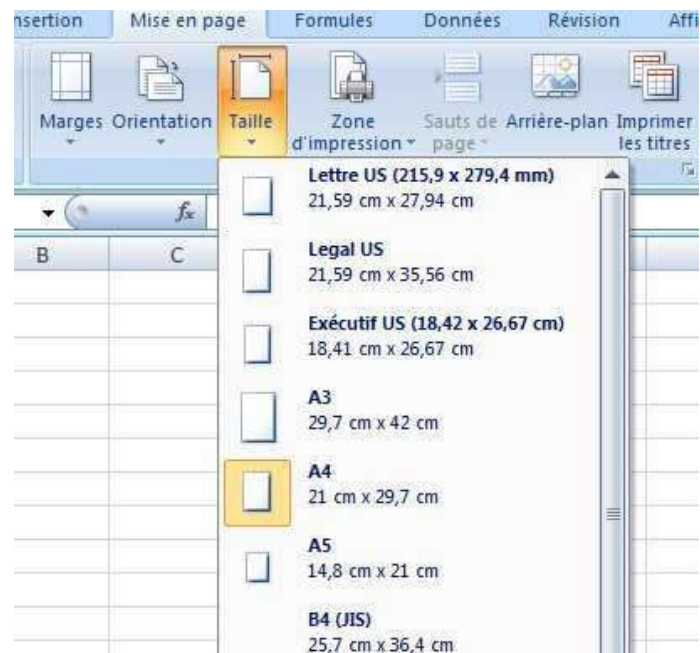 Mise en page Formules Données Révision
Marges Orientation Taille Zone d'impression Sauts de page Arrière-plan Imprimer les titres
Lettre US (215,9 x 279,4 mm)
21,59 cm x 27,94 cm
fx
B C
Legal US
21,59 cm x 35,56 cm
Exécutif US (18,42 x 26,67 cm)
18,41 cm x 26,67 cm
A3
29,7 cm x 42 cm
A4
21 cm x 29,7 cm
A5
14,8 cm x 21 cm
B4 (JIS)
25,7 cm x 36,4 cm